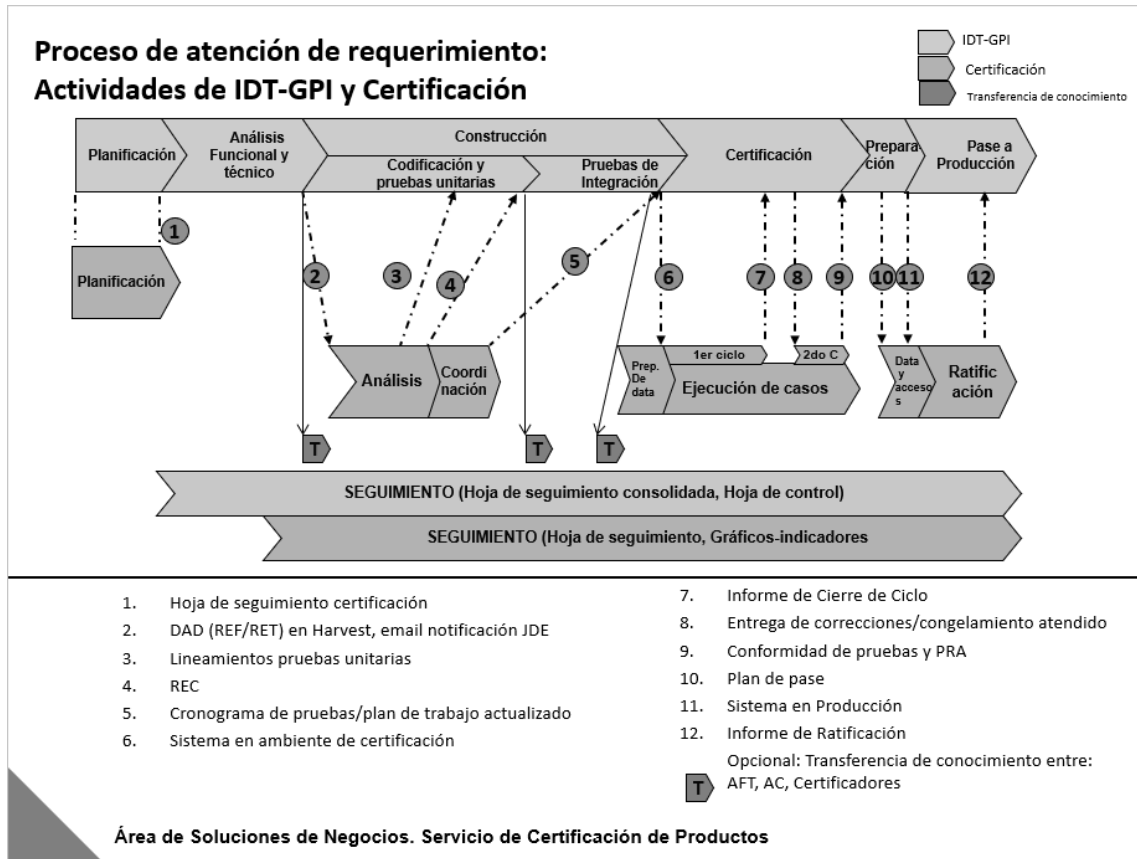 Proceso de atención de requerimiento:
Actividades de IDT-GPI y Certificación
IDT-GPI
Certificación
Transferencia de conocimiento
Planificación
Análisis
Funcional y
técnico
Construcción
Codificación y
pruebas unitarias
Pruebas de
Integración
Certificación
Prepara
ción
Pase a
Producción
1
Planificación
2
3
4
5
6
7
8
9
10
11
12
Análisis
Coordi
nación
Prep.
De
data
1er ciclo
2do C
Ejecución de casos
Data
y
acceso
s
Ratific
ación
T
T
T
SEGUIMIENTO (Hoja de seguimiento consolidada, Hoja de control)
SEGUIMIENTO (Hoja de seguimiento, Gráficos-indicadores
1. Hoja de seguimiento certificación
2. DAD (REF/RET) en Harvest, email notificación JDE
3. Lineamientos pruebas unitarias
4. REC
5. Cronograma de pruebas/plan de trabajo actualizado
6. Sistema en ambiente de certificación
7. Informe de Cierre de Ciclo
8. Entrega de correcciones/congelamiento atendido
9. Conformidad de pruebas y PRA
10. Plan de pase
11. Sistema en Producción
12. Informe de Ratificación
Opcional: Transferencia de conocimiento entre:
T AFT, AC, Certificadores
Área de Soluciones de Negocios. Servicio de Certificación de Productos